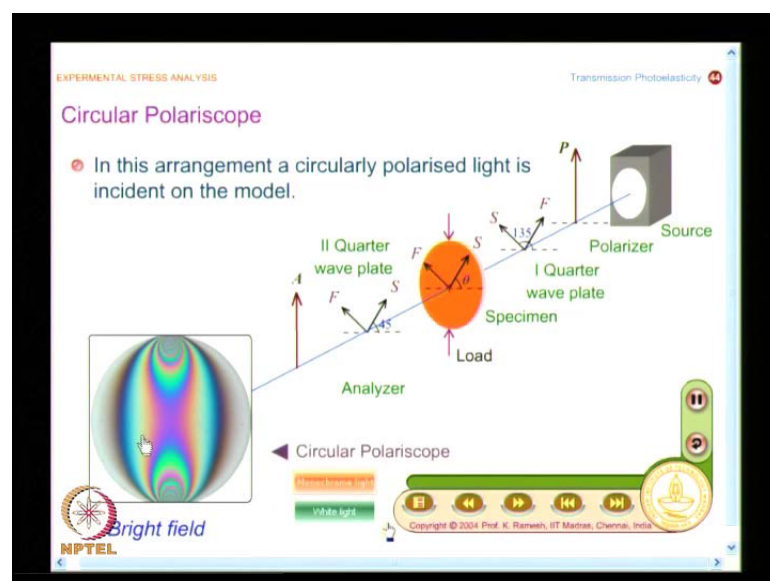 EXPERMENTAL STRESS ANALYSIS
Transmission Photoelasticity 44
Circular Polariscope
In this arrangement a circularly polarised light is
incident on the model.
P
Source
Polarizer
S
F
135
I Quarter
wave plate
F
S
θ
Specimen
Load
II Quarter
wave plate
F
S
45
A
Analyzer
Circular Polariscope
Monochrome light
White light
Bright field
NPTEL
Copyright © 2004 Prof. K. Ramesh, IIT Madras, Chennai, India